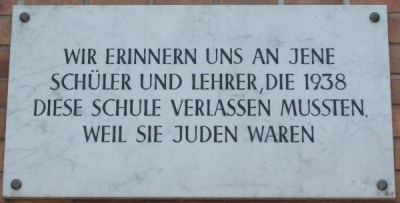 WIR ERINNERN UNS AN JENE
SCHÜLER UND LEHRER, DIE 1938
DIESE SCHULE VERLASSEN MUSSTEN,
WEIL SIE JUDEN WAREN